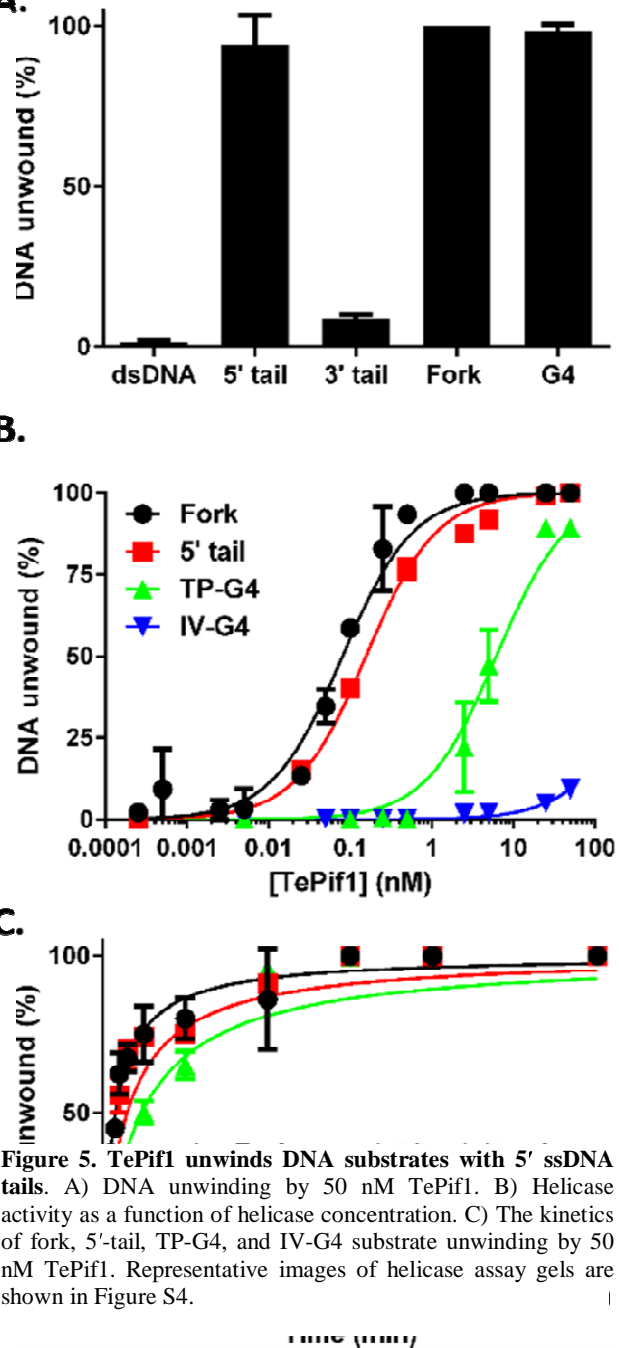 A.
100
50
0
DNA unwound (%)
dsDNA 5' tail 3' tail Fork G4
B.
100
75
50
25
0
DNA unwound (%)
Fork
5' tail
TP-G4
IV-G4
0.0001 0.001 0.01 0.1 1 10 100
[TePif1] (nM)
C.
100
50
(%)
Figure 5. TePif1 unwinds DNA substrates with 5′ ssDNA
tails. A) DNA unwinding by 50 nM TePif1. B) Helicase
activity as a function of helicase concentration. C) The kinetics
of fork, 5′-tail, TP-G4, and IV-G4 substrate unwinding by 50
nM TePif1. Representative images of helicase assay gels are
shown in Figure S4.
Time (min)